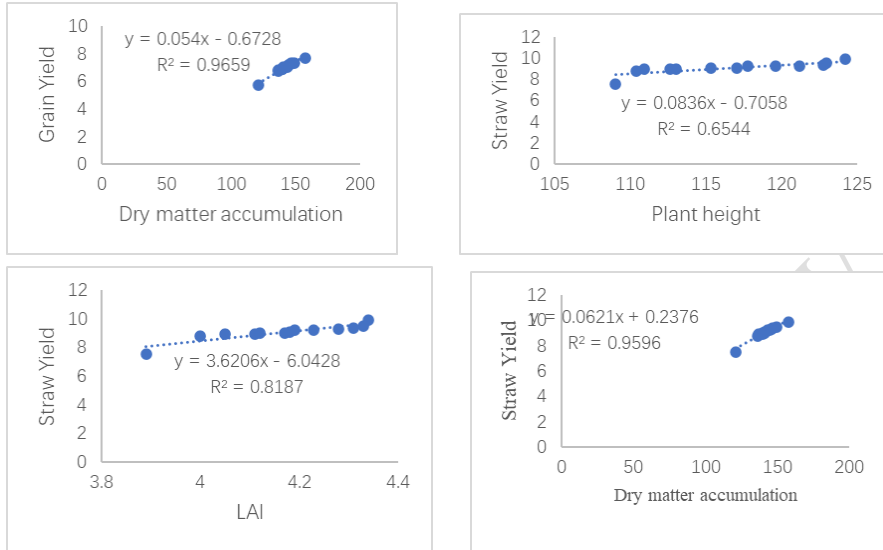 10
8
6
4
2
0
y = 0.054x - 0.6728
R² = 0.9659
Grain Yield
0 50 100 150 200
Dry matter accumulation
12
10
8
6
4
2
0
y = 0.0836x - 0.7058
R² = 0.6544
Straw Yield
105 110 115 120 125
Plant height
12
10
8
6
4
2
0
y = 3.6206x - 6.0428
R² = 0.8187
Straw Yield
3.8 4 4.2 4.4
LAI
12
10
8
6
4
2
0
y = 0.0621x + 0.2376
R² = 0.9596
Straw Yield
0 50 100 150 200
Dry matter accumulation